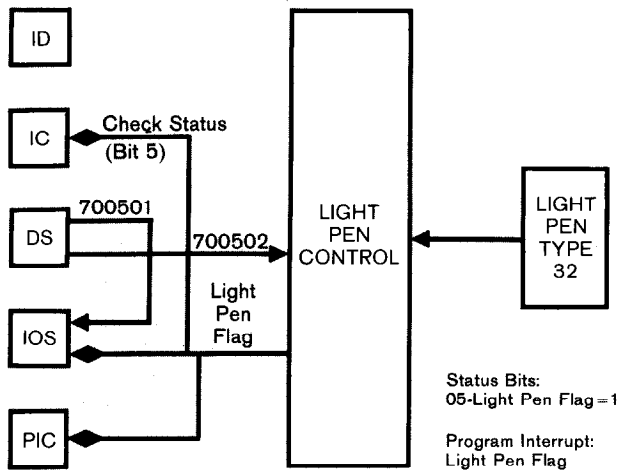 ID
IC
Check Status
(Bit 5)
700501
DS
700502
LIGHT
PEN
CONTROL
LIGHT
PEN
TYPE
32
Light
Pen
Flag
IOS
PIC
Status Bits:
05-Light Pen Flag=1
Program Interrupt:
Light Pen Flag